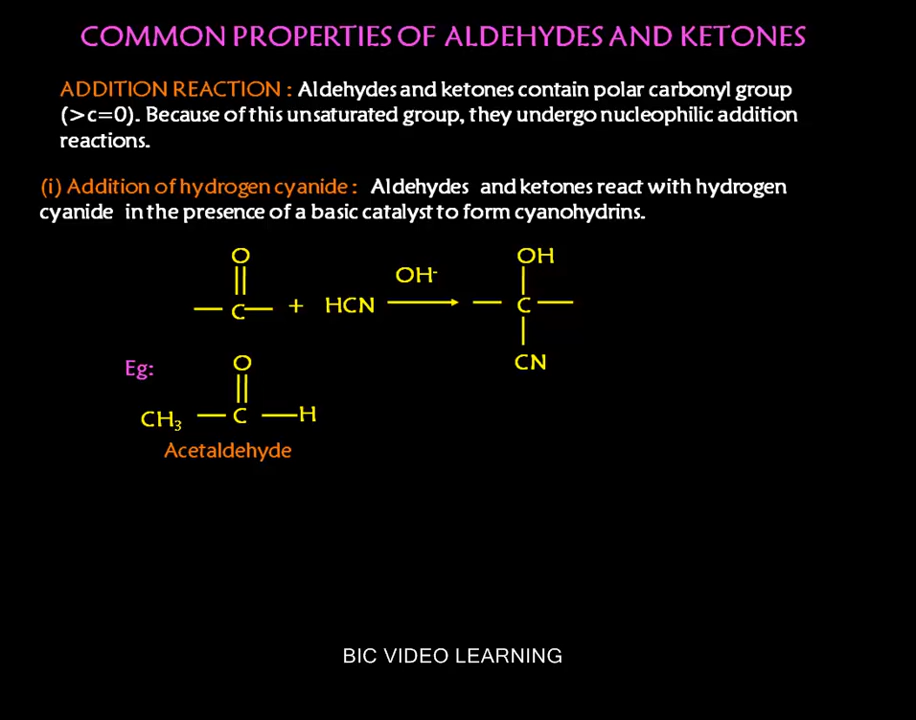 COMMON PROPERTIES OF ALDEHYDES AND KETONES
ADDITION REACTION : Aldehydes and ketones contain polar carbonyl group
(>c=0). Because of this unsaturated group, they undergo nucleophilic addition
reactions.
(i) Addition of hydrogen cyanide : Aldehydes and ketones react with hydrogen
cyanide in the presence of a basic catalyst to form cyanohydrins.
O OH
OH-
— C — + HCN → — C —
CN
Eg: O
CH₃ — C — H
Acetaldehyde
BIC VIDEO LEARNING